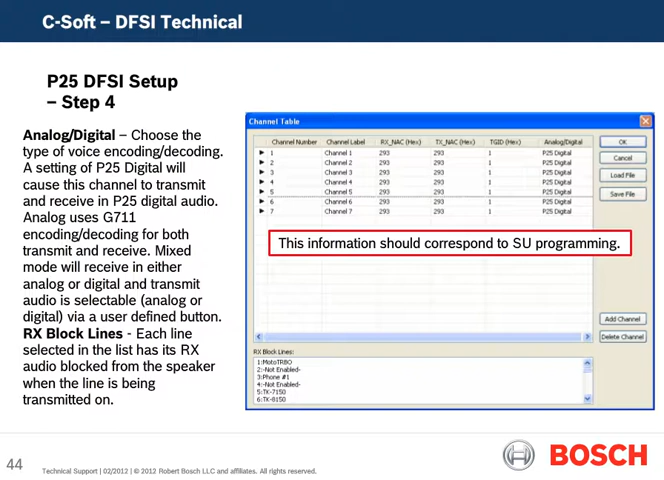 C-Soft – DFSI Technical
P25 DFSI Setup
– Step 4
Analog/Digital – Choose the
type of voice encoding/decoding.
A setting of P25 Digital will
cause this channel to transmit
and receive in P25 digital audio.
Analog uses G711
encoding/decoding for both
transmit and receive. Mixed
mode will receive in either
analog or digital and transmit
audio is selectable (analog or
digital) via a user defined button.
RX Block Lines - Each line
selected in the list has its RX
audio blocked from the speaker
when the line is being
transmitted on.
Channel Table
Channel Number Channel Label RX_NAC (Hex) TX_NAC (Hex) TGID (Hex) Analog/Digital
1 Channel 1 293 293 1 P25 Digital
2 Channel 2 293 293 1 P25 Digital
3 Channel 3 293 293 1 P25 Digital
4 Channel 4 293 293 1 P25 Digital
5 Channel 5 293 293 1 P25 Digital
6 Channel 6 293 293 1 P25 Digital
7 Channel 7 293 293 1 P25 Digital
OK
Cancel
Load File
Save File
This information should correspond to SU programming.
Add Channel
Delete Channel
RX Block Lines:
1:MotoTRBO
2:-Not Enabled-
3:Phone #1
4:-Not Enabled-
5:TK-7150
6:TK-8150
44
Technical Support | 02/2012 | © 2012 Robert Bosch LLC and affiliates. All rights reserved.
BOSCH